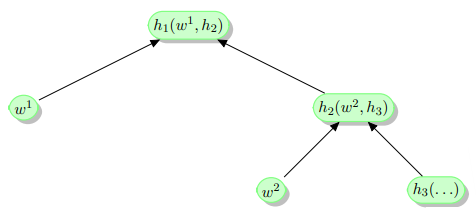 h₁(w¹, h₂)
w¹
h₂(w², h₃)
w²
h₃(...)